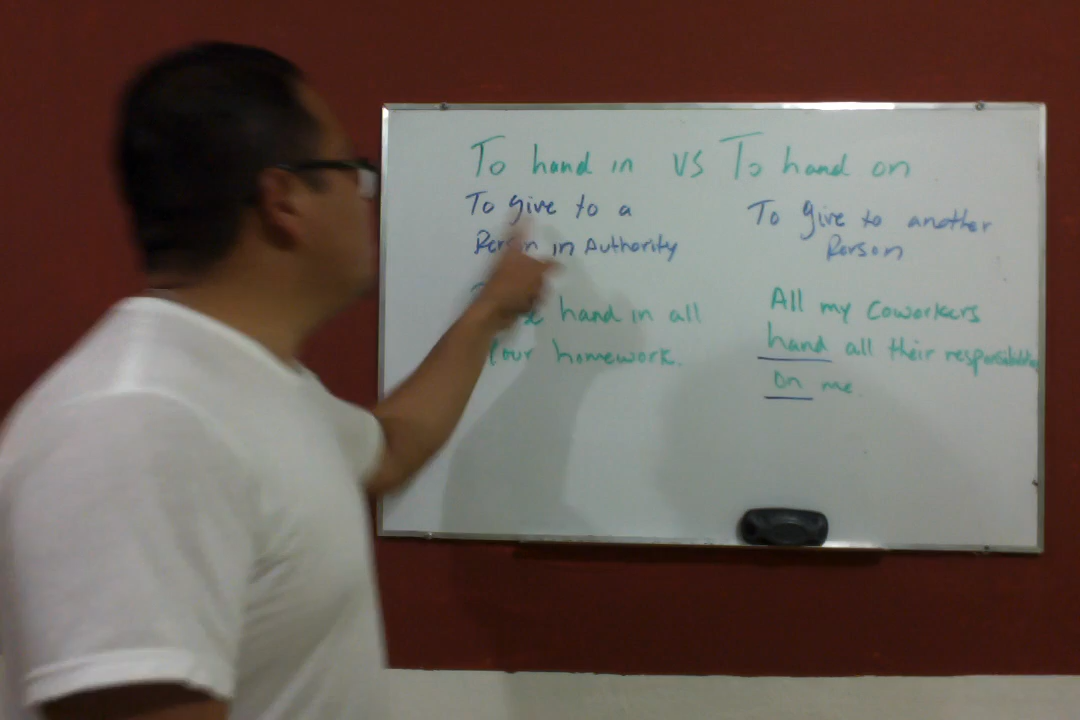 To hand in VS To hand on
To give to a
Person in Authority
hand in all
your homework.
To give to another
Person
All my Coworkers
hand all their responsibilities
on me.